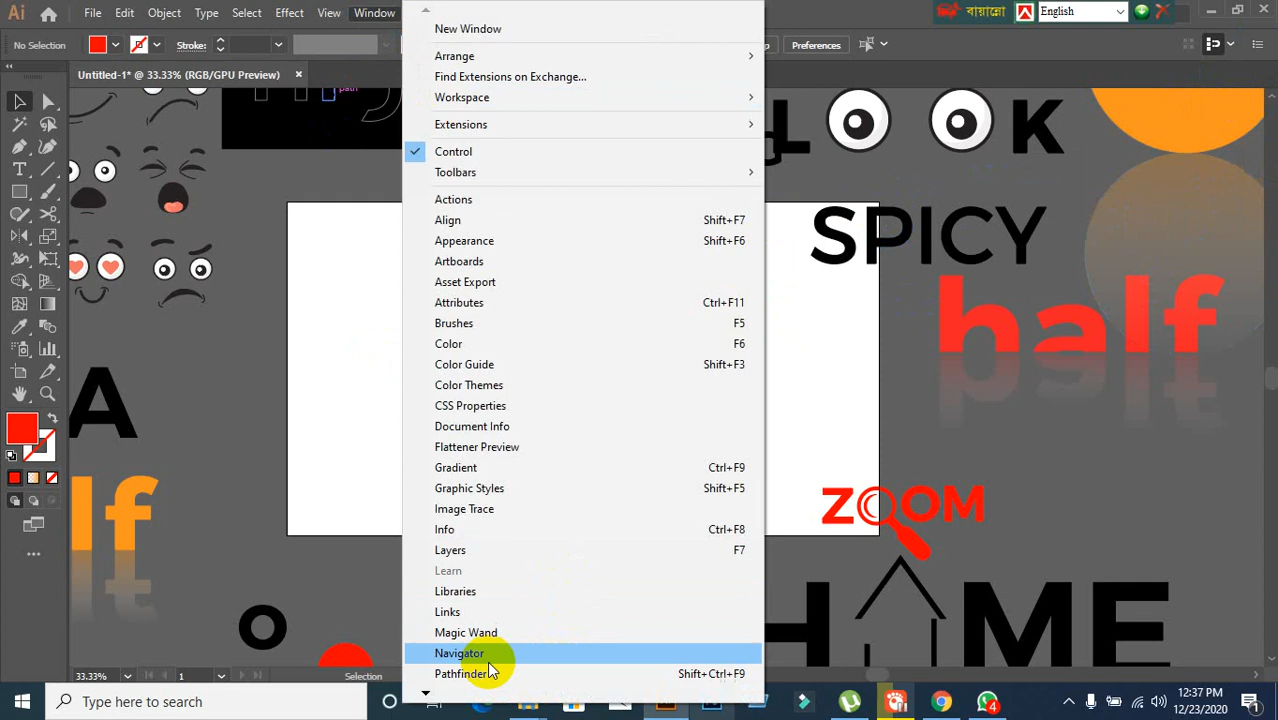 Ai File Edit Object Type Select Effect Window
বায়ান্নো English
No Selection Stroke: Preferences
Untitled-1* @ 33.33% (RGB/GPU Preview) ×
path
New Window
Arrange
Find Extensions on Exchange...
Workspace
Extensions
Control
Toolbars
Actions
Align Shift+F7
Appearance Shift+F6
Artboards
Asset Export
Attributes Ctrl+F11
Brushes F5
Color F6
Color Guide Shift+F3
Color Themes
CSS Properties
Document Info
Flattener Preview
Gradient Ctrl+F9
Graphic Styles Shift+F5
Image Trace
Info Ctrl+F8
Layers F7
Learn
Libraries
Links
Magic Wand
Navigator
Pathfinder Shift+Ctrl+F9
L K
SPICY
half
ZOOM
H ME
A
lf
o
33.33% 1 Selection
Type here to search
4
12:37 PM
12/23/2020
1